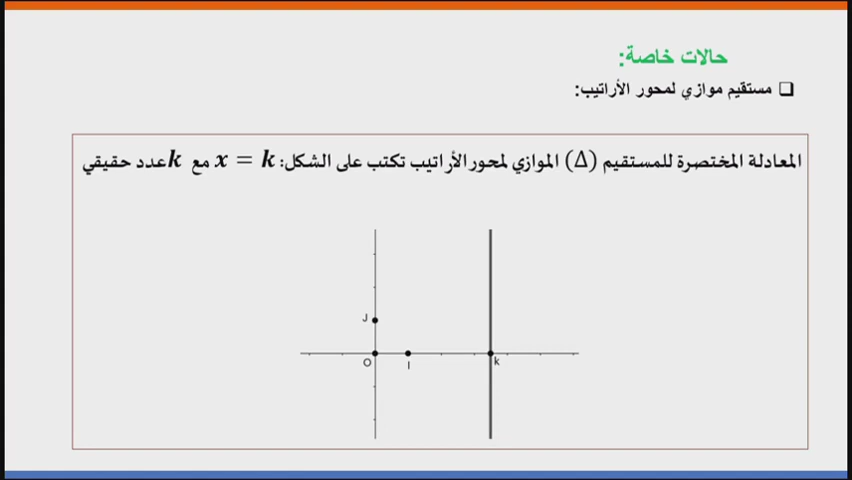 حالات خاصة:
❑ مستقيم موازي لمحور الأراتيب:
المعادلة المختصرة للمستقيم (Δ) الموازي لمحور الأراتيب تكتب على الشكل: x = k مع k عدد حقيقي
J
O
I
k